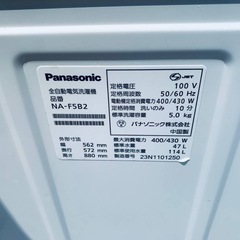 Panasonic
全自動電気洗濯機
品番
NA-F5B2
外形寸法
幅 562 mm
奥行 572 mm
高さ 880 mm
JET
定格電圧 100 V
定格周波数 50/60 Hz
電動機定格消費電力 400/430 W
定格時間 洗いのみ 10 分
標準洗濯容量 5.0 kg
パナソニック株式会社
中国製
最大消費電力 400/430 W
標準水量 47 L
標準使用水量 114 L
製造番号 23N1101250